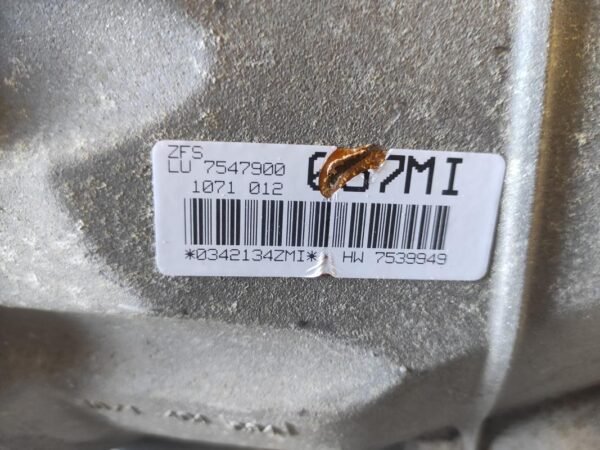 ZFS
LU 7547900
1071 012
7MI
*0342134ZMI* HW 7539949